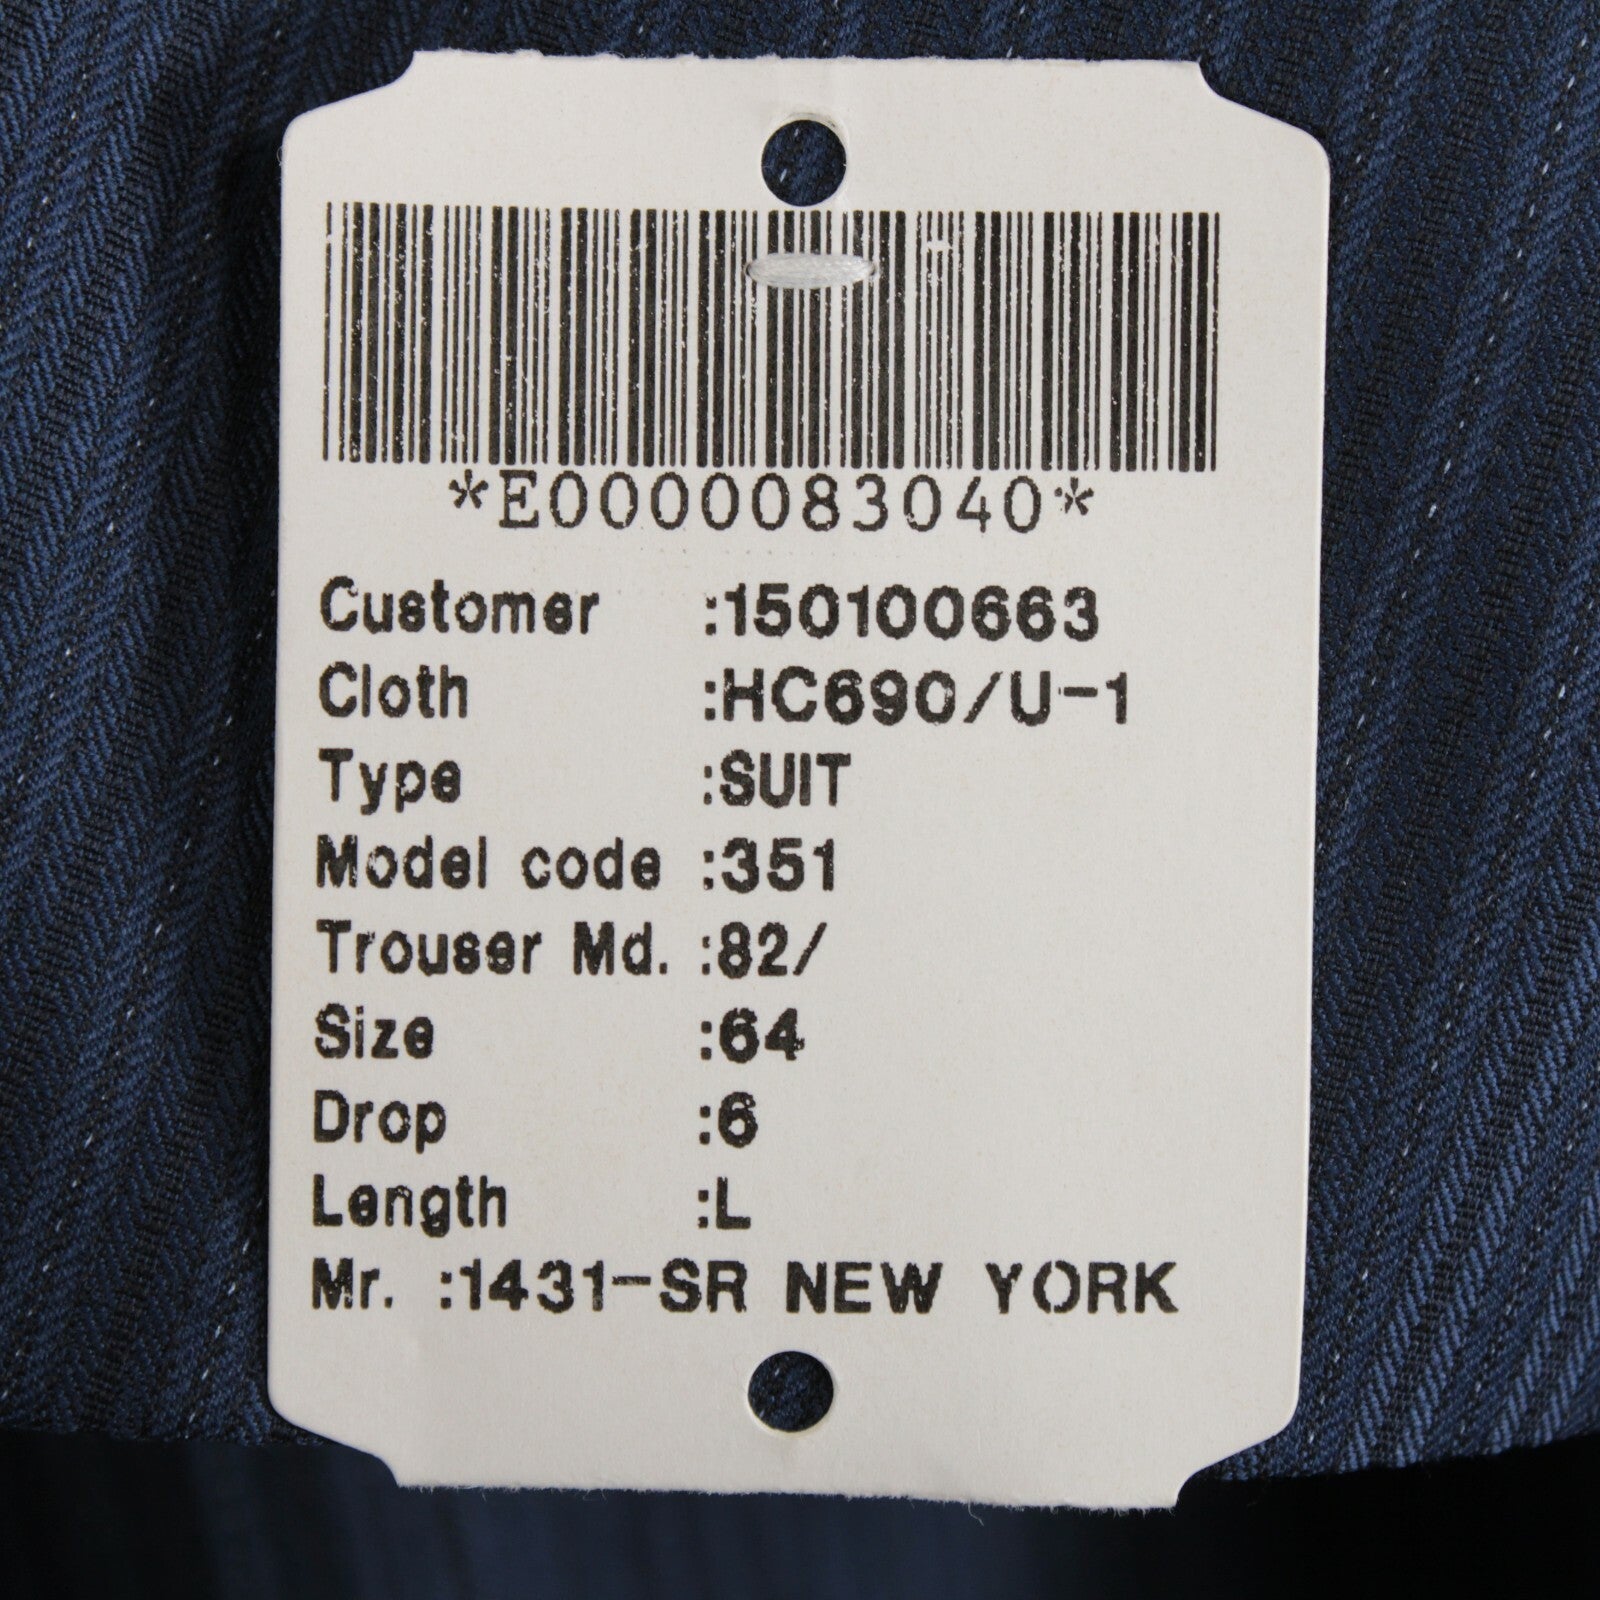 *E0000083040*
Customer :150100663
Cloth :HC690/U-1
Type :SUIT
Model code :351
Trouser Md. :82/
Size :64
Drop :6
Length :L
Mr. :1431-SR NEW YORK